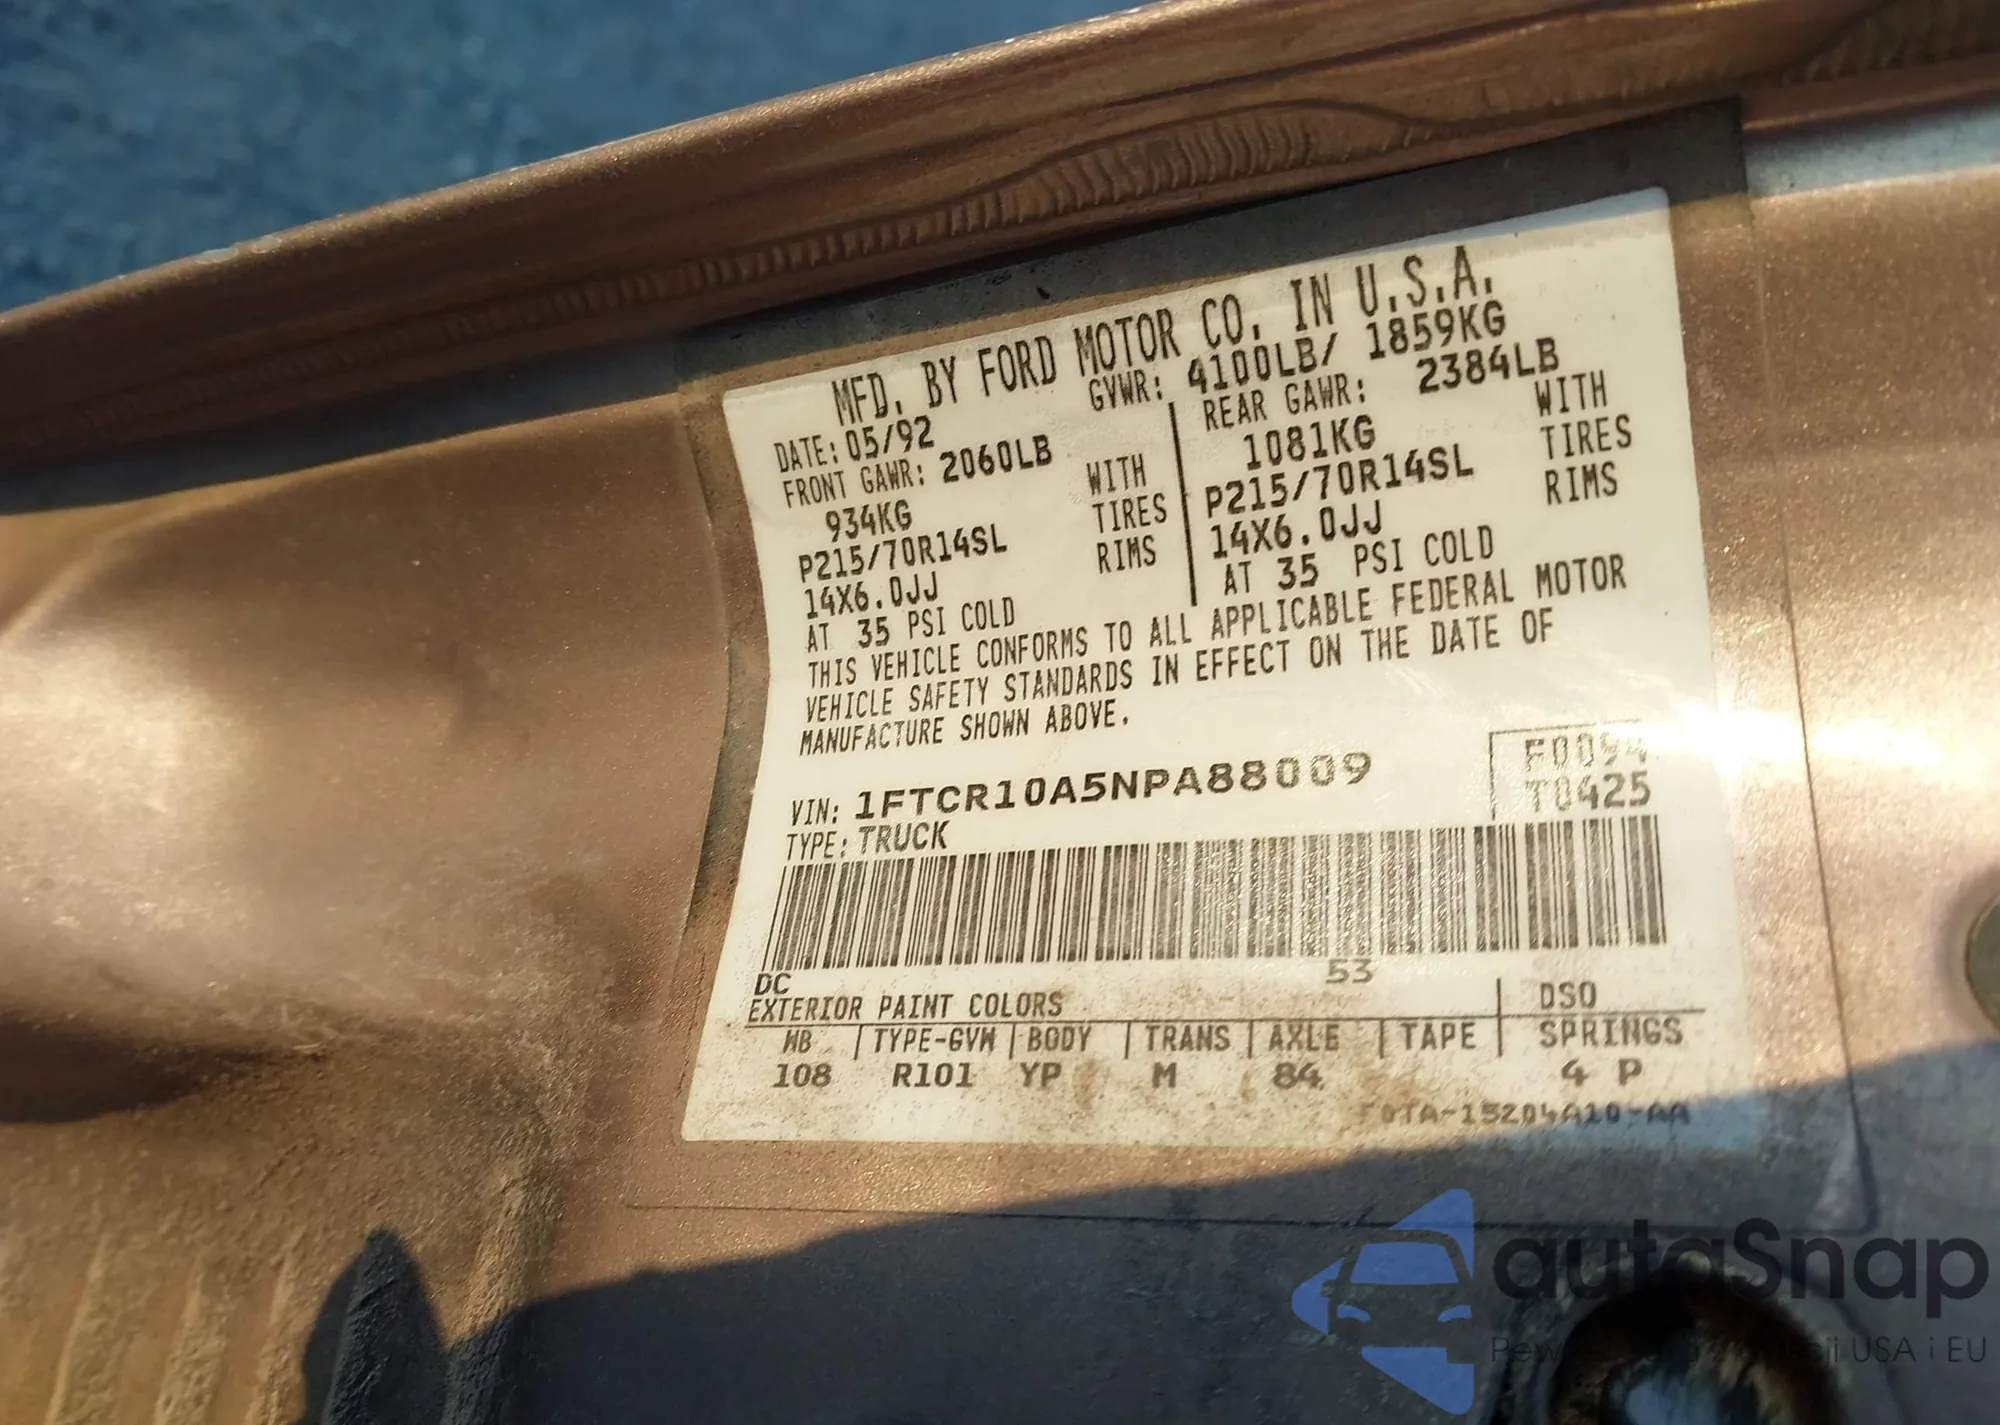 MFD. BY FORD MOTOR CO. IN U.S.A.
DATE: 05/92 GVWR: 4100LB/ 1859KG
FRONT GAWR: 2060LB REAR GAWR: 2384LB
934KG WITH 1081KG WITH
P215/70R14SL TIRES P215/70R14SL TIRES
14X6.0JJ RIMS 14X6.0JJ RIMS
AT 35 PSI COLD AT 35 PSI COLD
THIS VEHICLE CONFORMS TO ALL APPLICABLE FEDERAL MOTOR
VEHICLE SAFETY STANDARDS IN EFFECT ON THE DATE OF
MANUFACTURE SHOWN ABOVE.
F0094
VIN: 1FTCR10A5NPA88009 T0425
TYPE: TRUCK
DC 53
EXTERIOR PAINT COLORS DSO
WB TYPE-GVW BODY TRANS AXLE TAPE SPRINGS
108 R101 YP M 84 4 P
F0TA-15204A10-AA
autaSnap
USA i EU